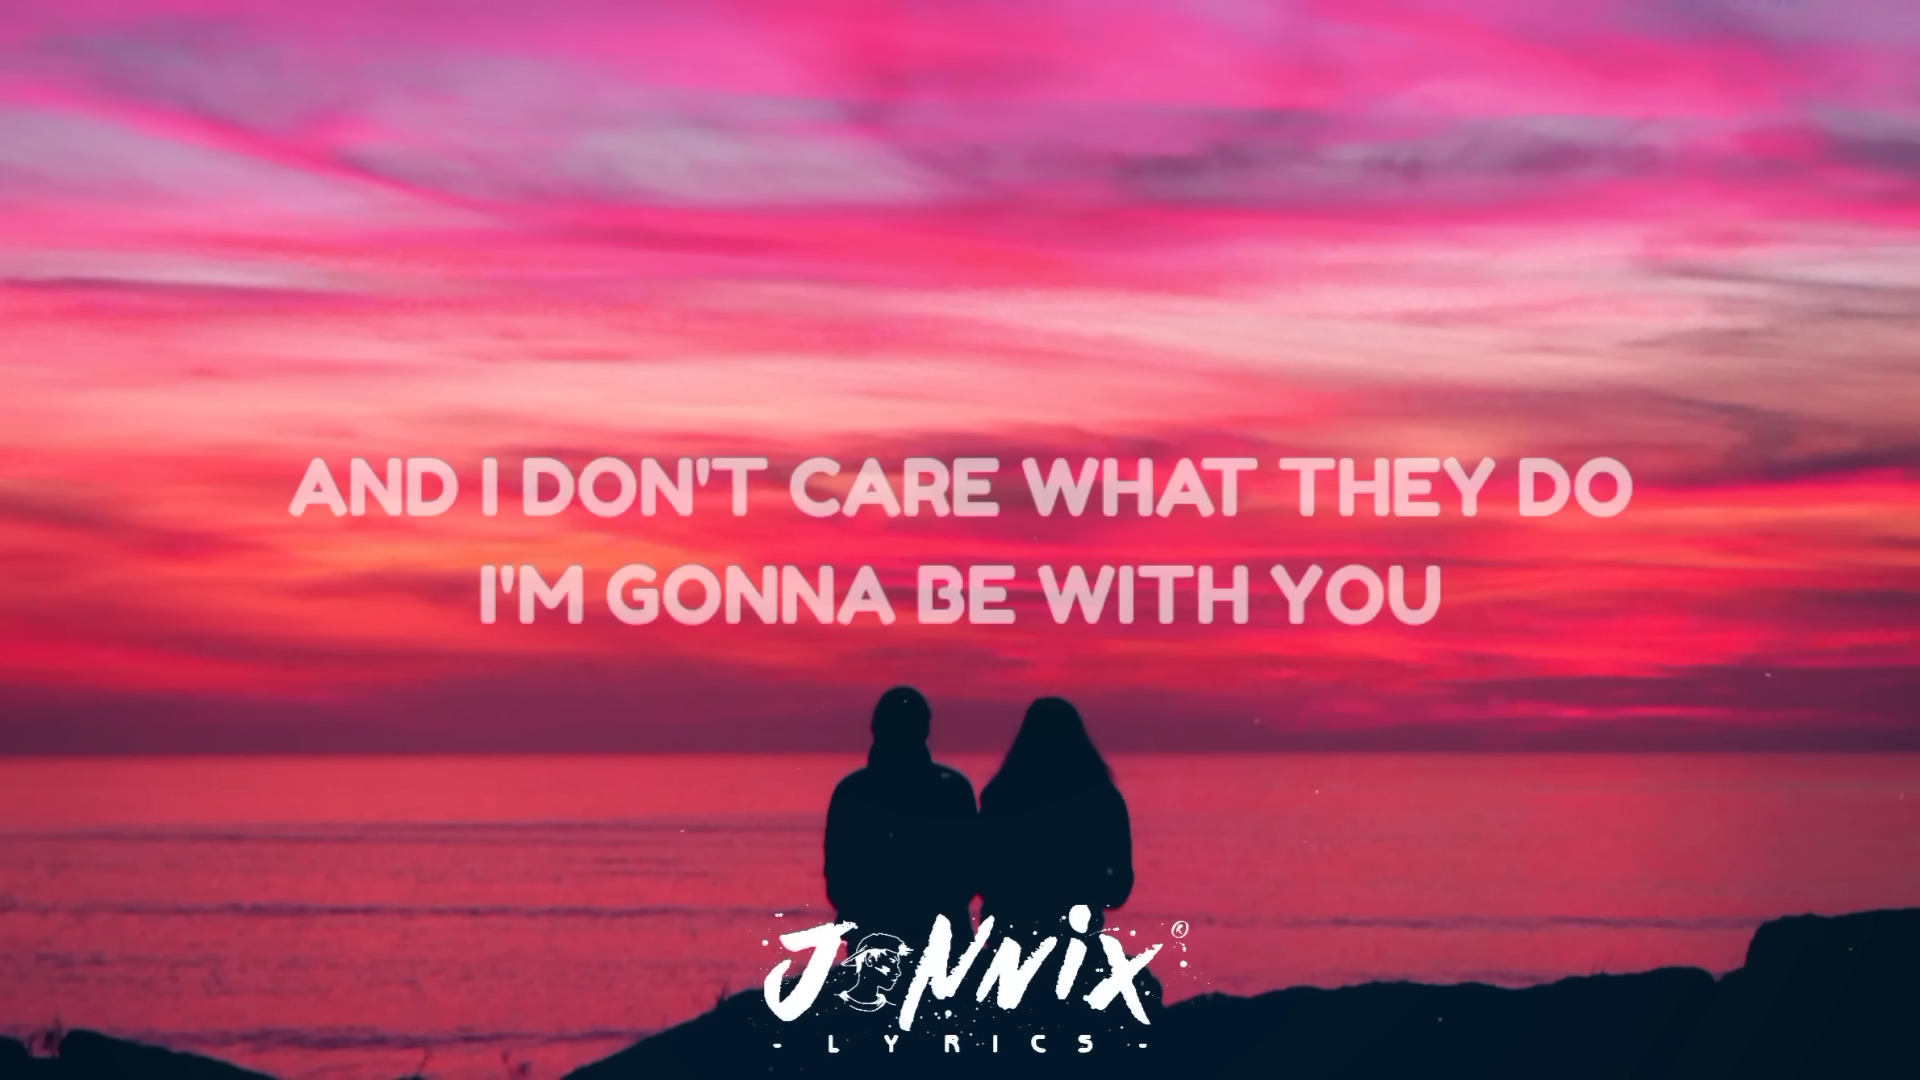 AND I DON'T CARE WHAT THEY DO
I'M GONNA BE WITH YOU
JONNIX ®
- LYRICS -